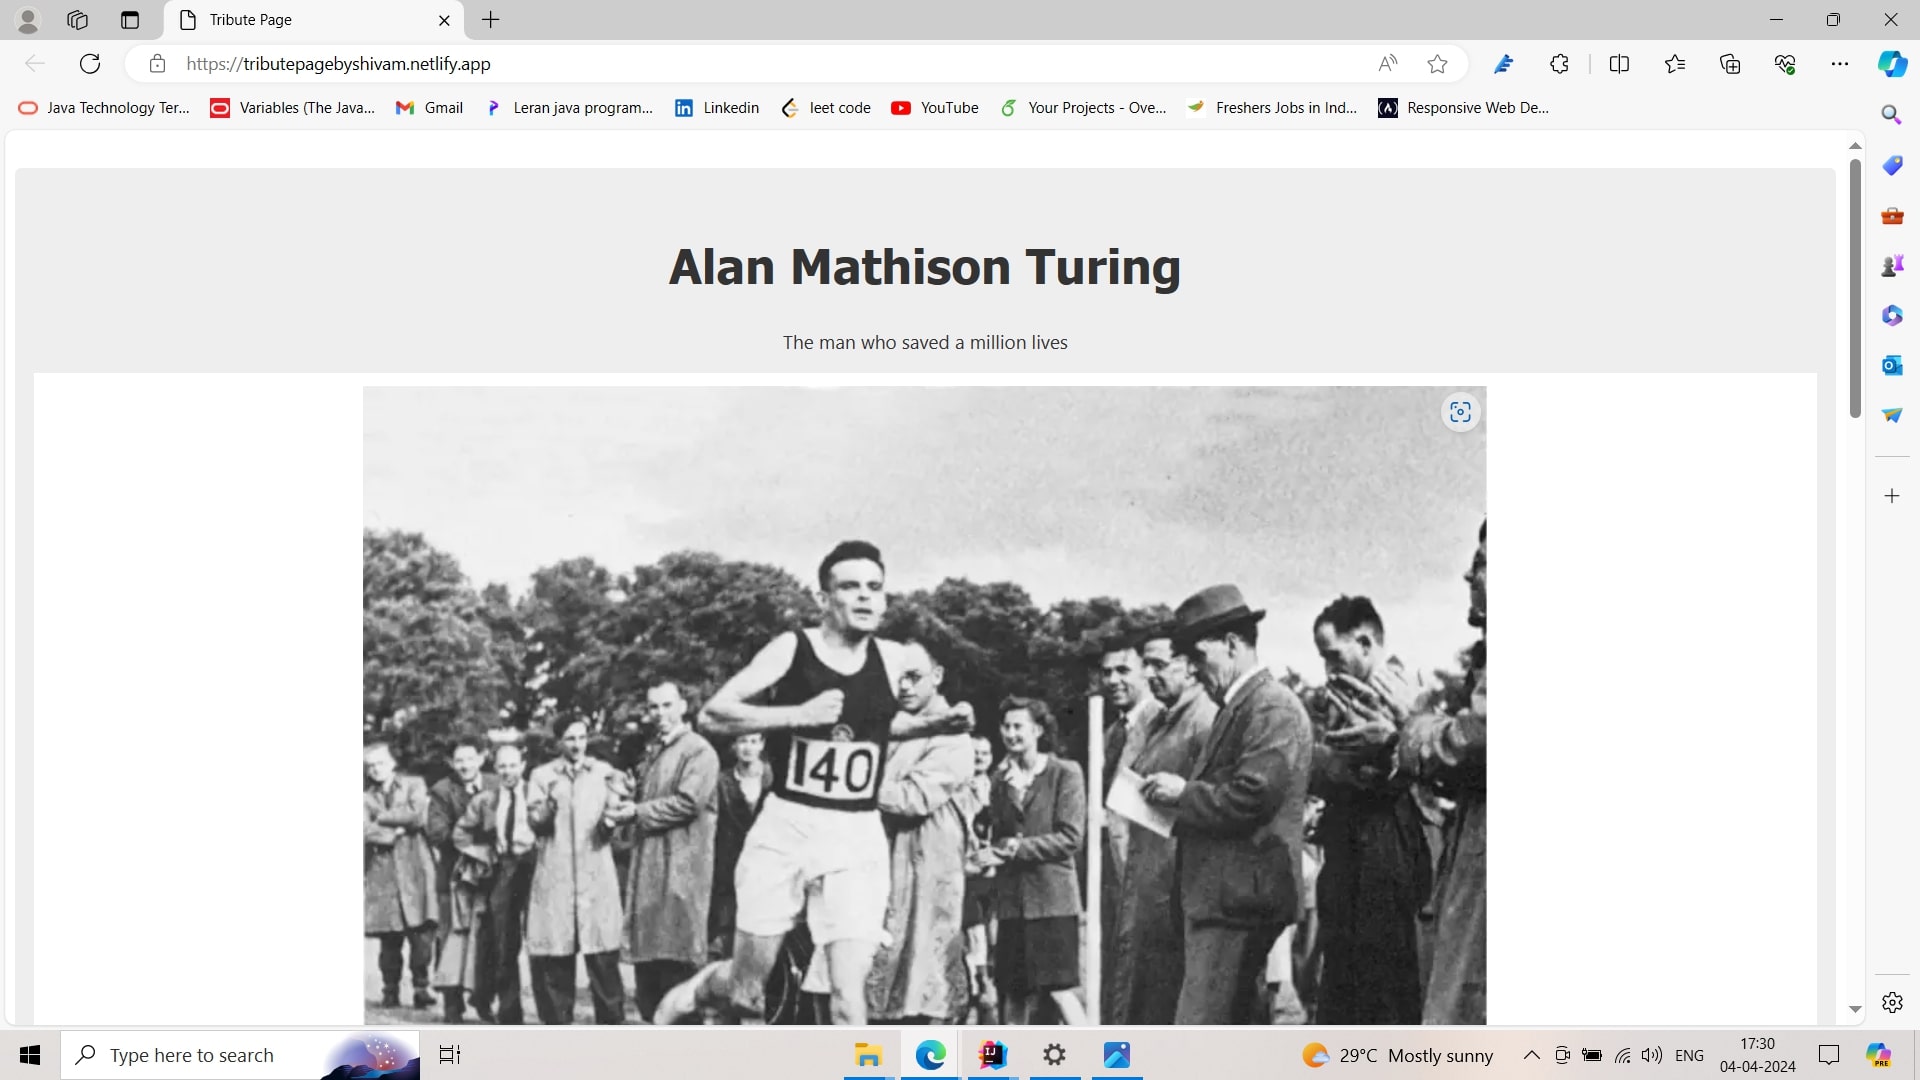 Tribute Page
https://tributepagebyshivam.netlify.app
Java Technology Ter...
Variables (The Java...
Gmail
Leran java program...
Linkedin
leet code
YouTube
Your Projects - Ove...
Freshers Jobs in Ind...
Responsive Web De...
Alan Mathison Turing
The man who saved a million lives
140
Type here to search
29°C Mostly sunny
ENG
17:30
04-04-2024
PRE